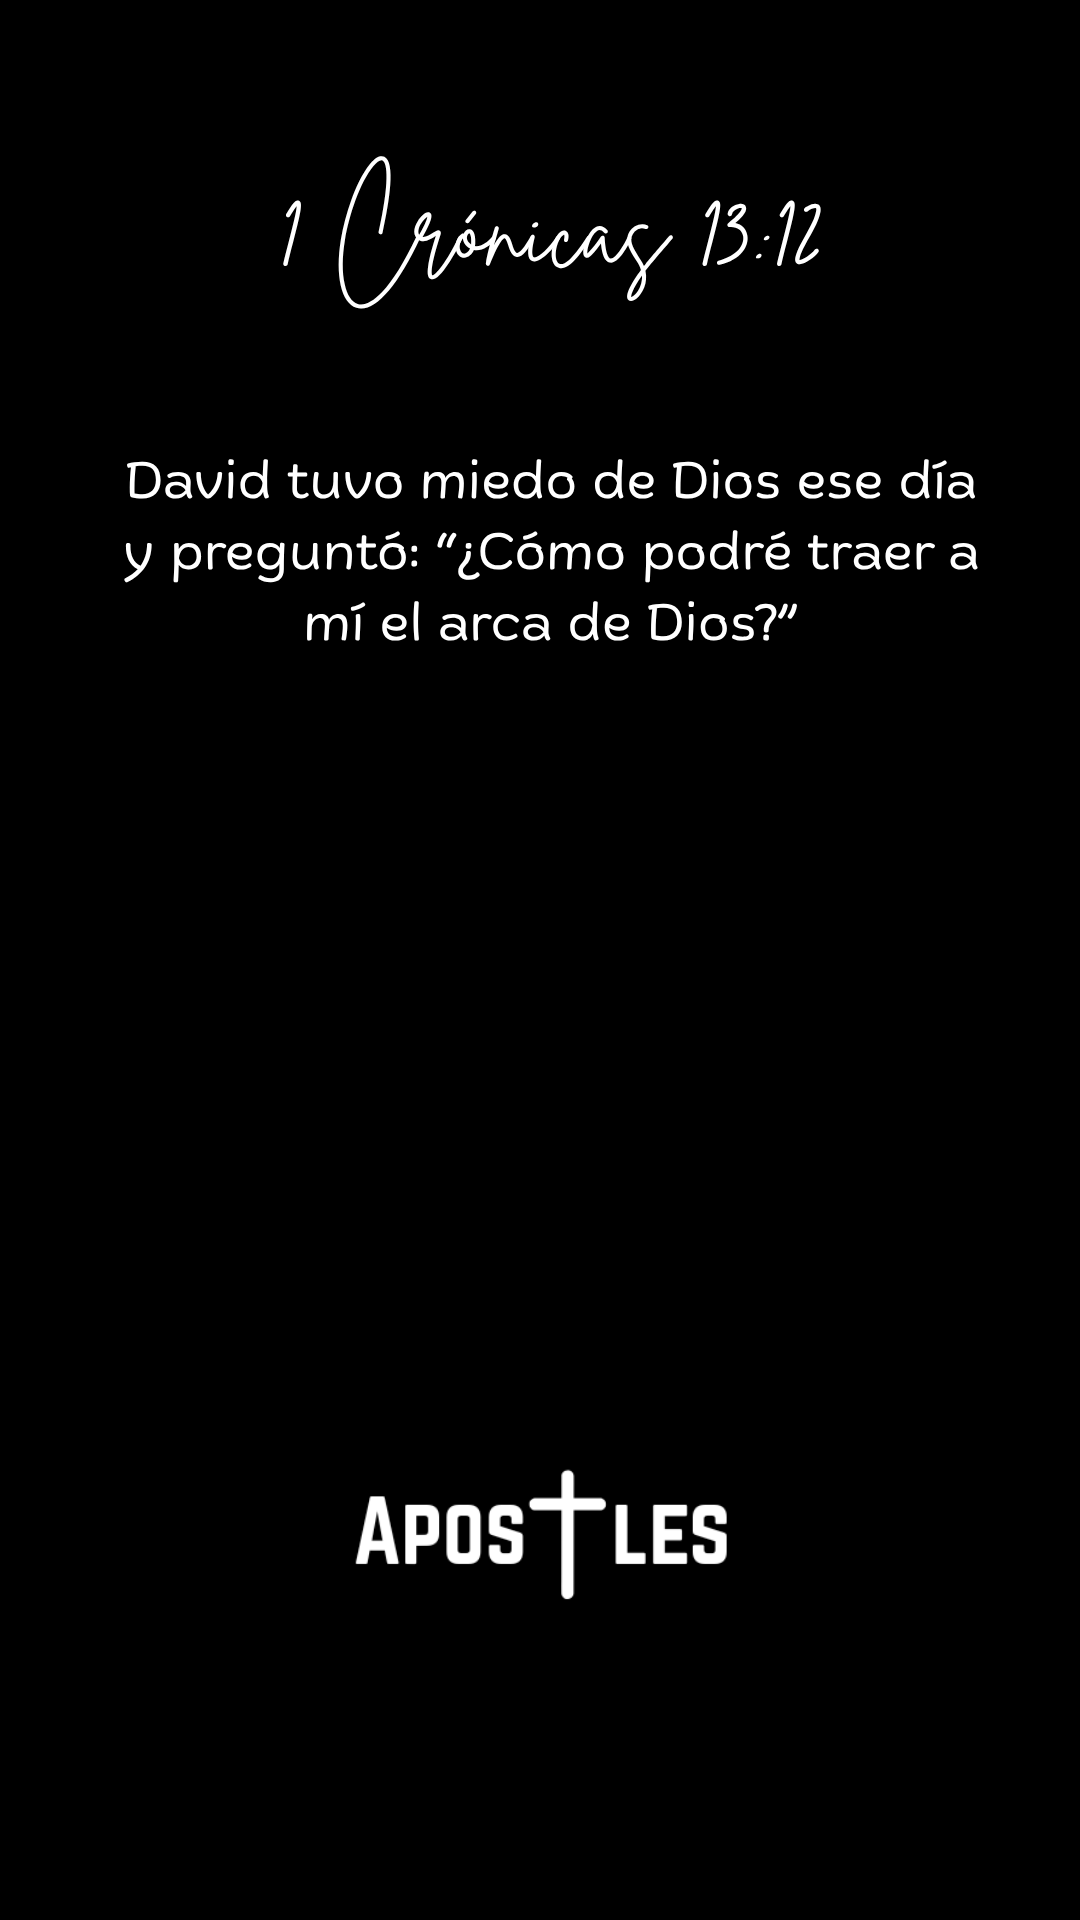 1 Crónicas 13:12
David tuvo miedo de Dios ese día
y preguntó: “¿Cómo podré traer a
mí el arca de Dios?”
APOSTLES